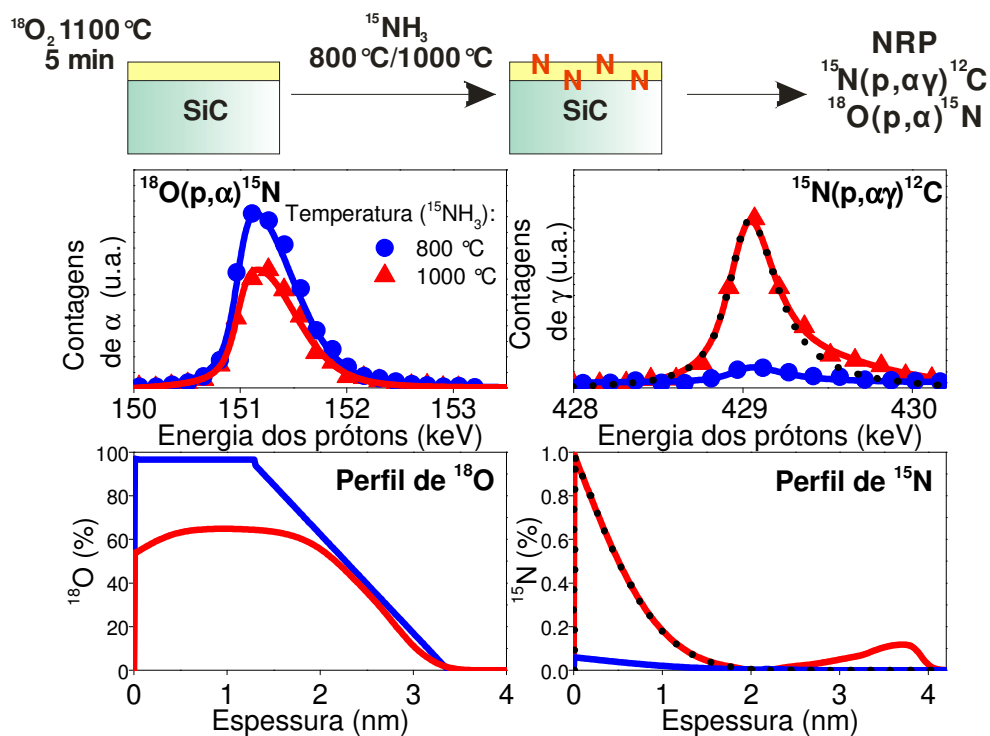 ¹⁸O₂ 1100 °C
5 min
¹⁵NH₃
800 °C/1000 °C
N N
N N
SiC
SiC
NRP
¹⁵N(p,αγ)¹²C
¹⁸O(p,α)¹⁵N
¹⁸O(p,α)¹⁵N
Temperatura (¹⁵NH₃):
800 °C
1000 °C
Contagens
de α (u.a.)
150 151 152 153
Energia dos prótons (keV)
¹⁵N(p,αγ)¹²C
Contagens
de γ (u.a.)
428 429 430
Energia dos prótons (keV)
Perfil de ¹⁸O
¹⁸O (%)
100
80
60
40
20
0
0 1 2 3 4
Espessura (nm)
Perfil de ¹⁵N
¹⁵N (%)
1.0
0.8
0.6
0.4
0.2
0.0
0 1 2 3 4
Espessura (nm)